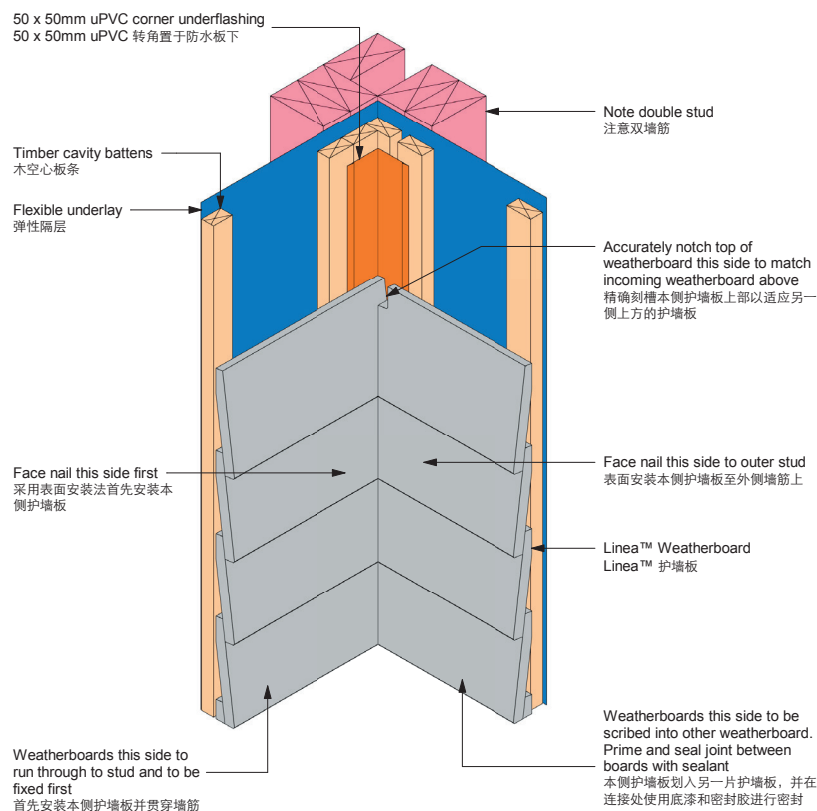 50 x 50mm uPVC corner underflashing
50 x 50mm uPVC 转角置于防水板下
Note double stud
注意双墙筋
Timber cavity battens
木空心板条
Flexible underlay
弹性隔层
Accurately notch top of
weatherboard this side to match
incoming weatherboard above
精确刻槽本侧护墙板上部以适应另一
侧上方的护墙板
Face nail this side first
采用表面安装法首先安装本
侧护墙板
Face nail this side to outer stud
表面安装本侧护墙板至外侧墙筋上
Linea™ Weatherboard
Linea™ 护墙板
Weatherboards this side to
run through to stud and to be
fixed first
首先安装本侧护墙板并贯穿墙筋
Weatherboards this side to be
scribed into other weatherboard.
Prime and seal joint between
boards with sealant
本侧护墙板划入另一片护墙板，并在
连接处使用底漆和密封胶进行密封